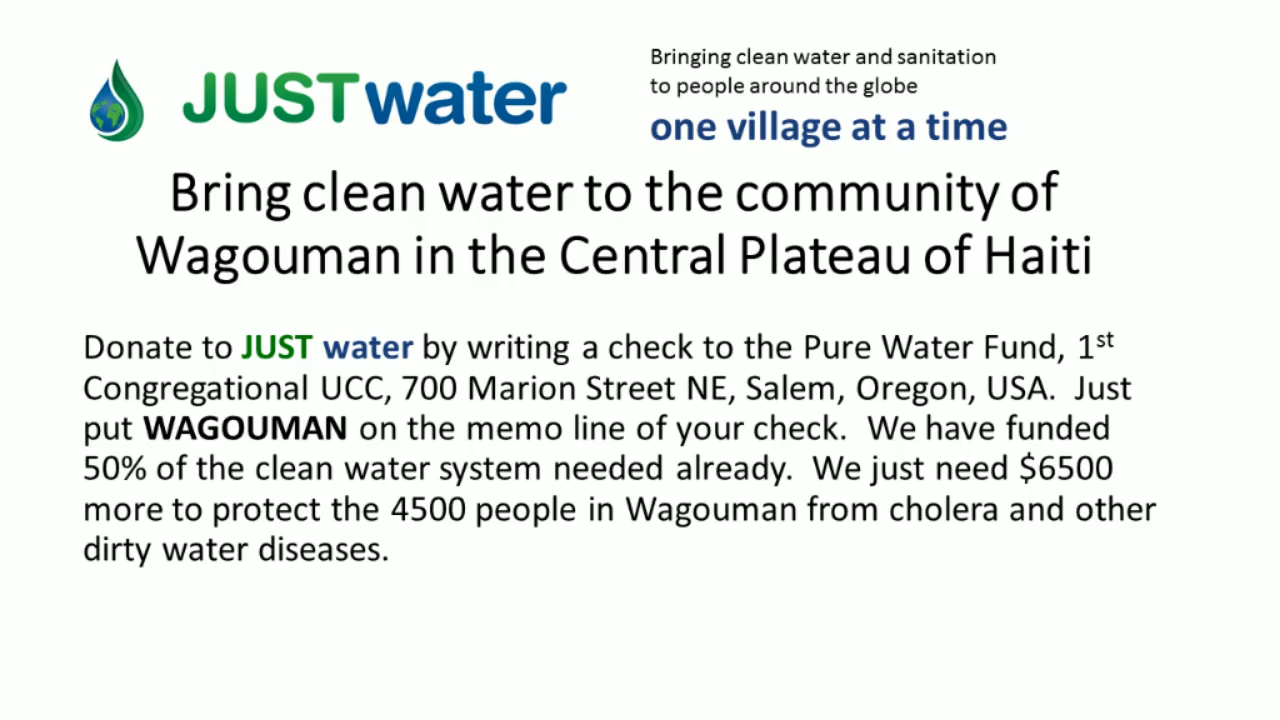 JUST water
Bringing clean water and sanitation
to people around the globe
one village at a time
Bring clean water to the community of
Wagouman in the Central Plateau of Haiti
Donate to JUST water by writing a check to the Pure Water Fund, 1st
Congregational UCC, 700 Marion Street NE, Salem, Oregon, USA.  Just
put WAGOUMAN on the memo line of your check.  We have funded
50% of the clean water system needed already.  We just need $6500
more to protect the 4500 people in Wagouman from cholera and other
dirty water diseases.